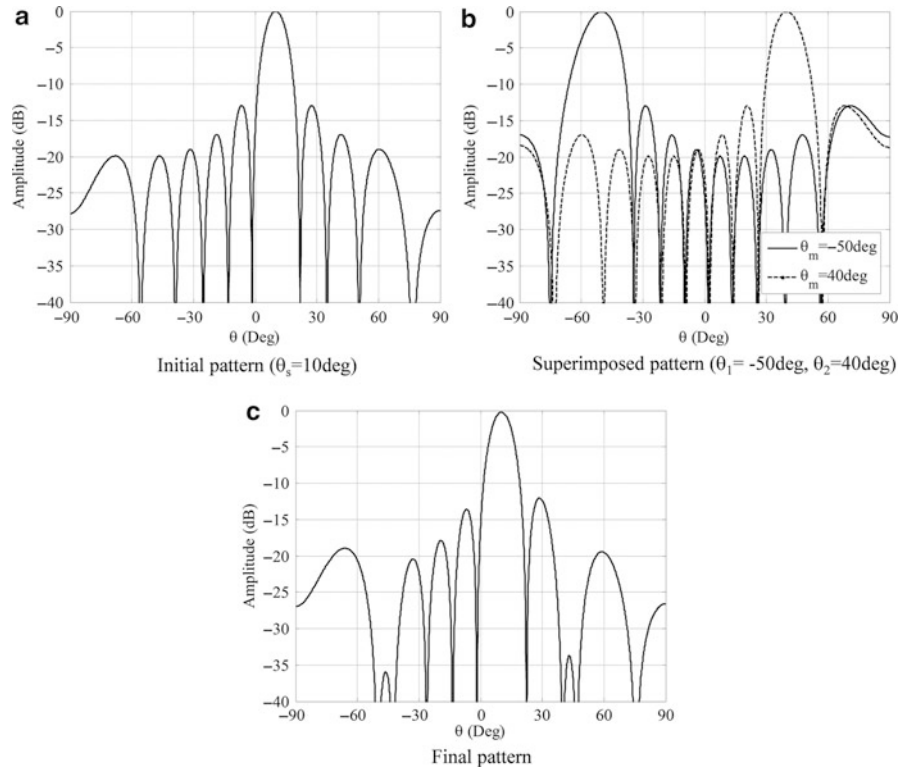 a
b
0
−5
−10
−15
−20
−25
−30
−35
−40
Amplitude (dB)
−90 −60 −30 0 30 60 90
θ (Deg)
Initial pattern (θs=10deg)
0
−5
−10
−15
−20
−25
−30
−35
−40
Amplitude (dB)
θm=−50deg
θm=40deg
−90 −60 −30 0 30 60 90
θ (Deg)
Superimposed pattern (θ1= -50deg, θ2=40deg)
c
0
−5
−10
−15
−20
−25
−30
−35
−40
Amplitude (dB)
−90 −60 −30 0 30 60 90
θ (Deg)
Final pattern